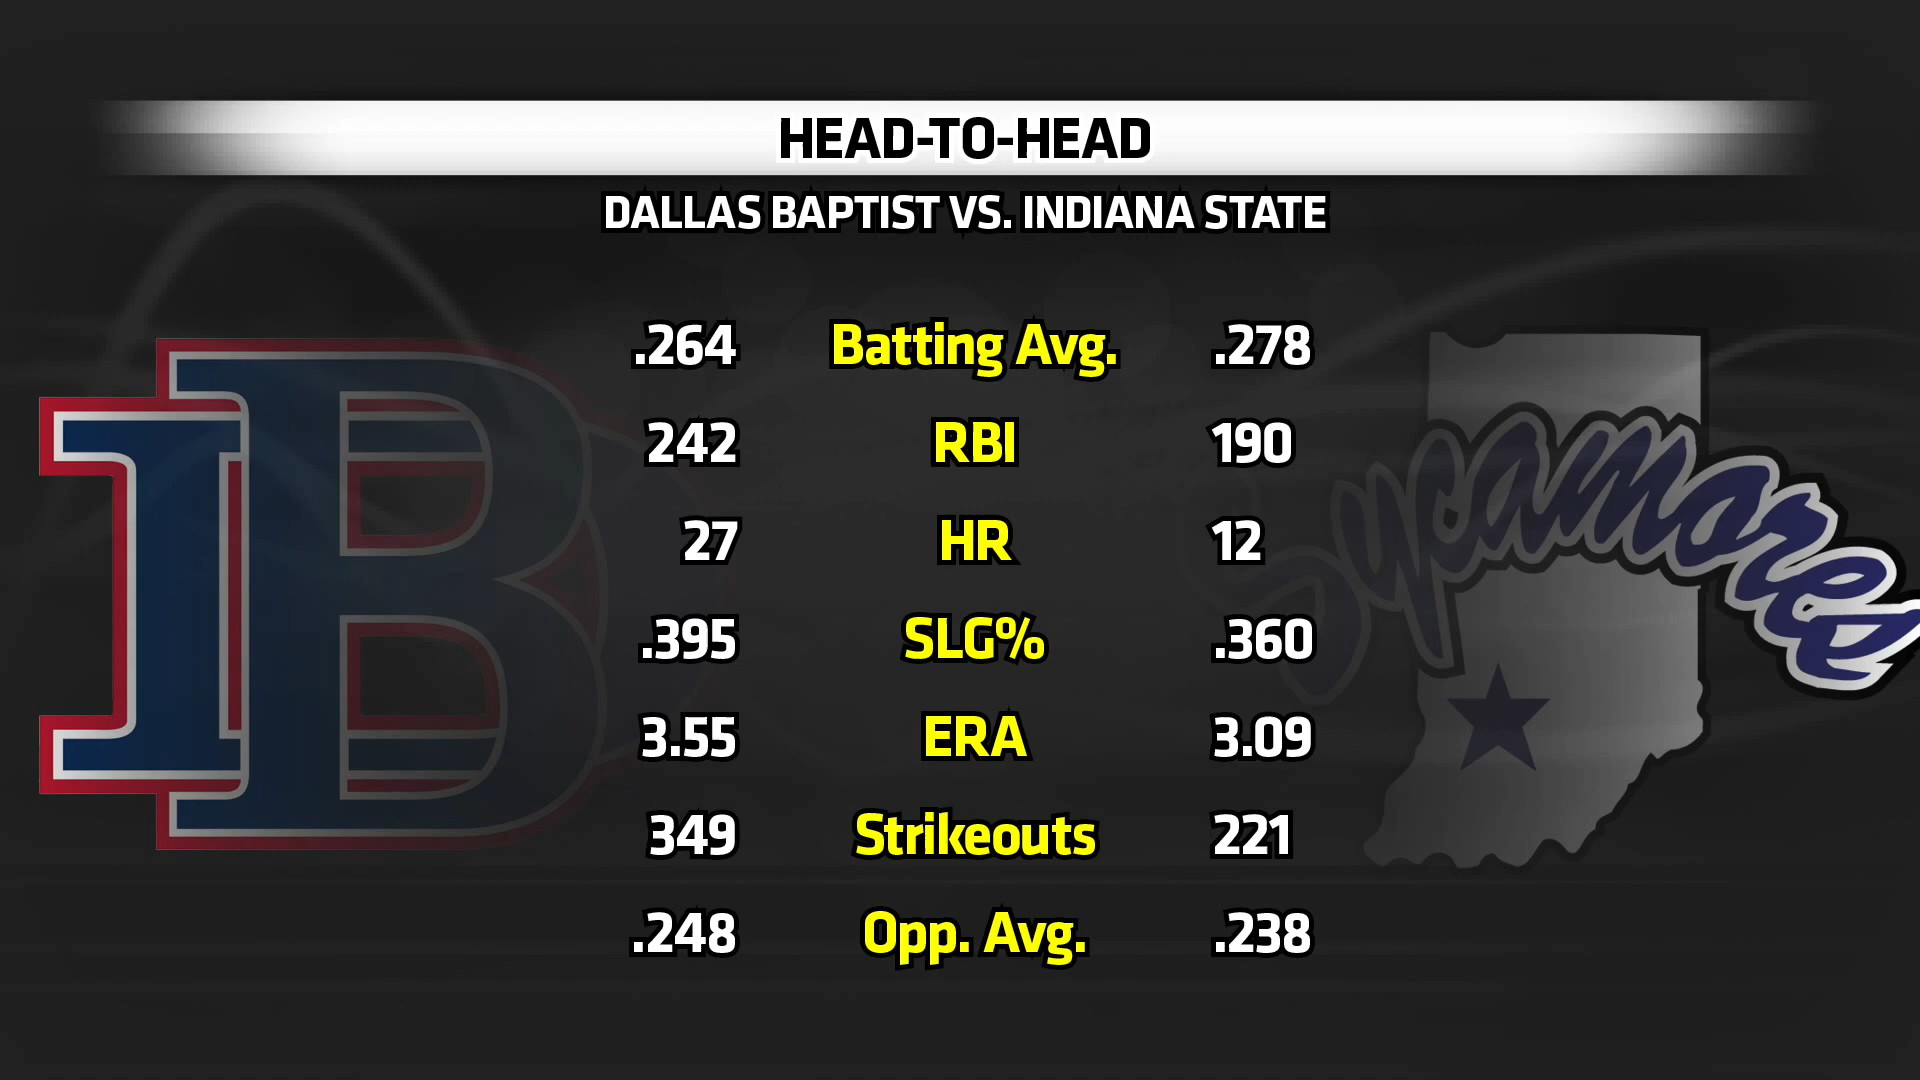 HEAD-TO-HEAD
DALLAS BAPTIST VS. INDIANA STATE
.264 Batting Avg. .278
242 RBI 190
27 HR 12
.395 SLG% .360
3.55 ERA 3.09
349 Strikeouts 221
.248 Opp. Avg. .238
DB
Sycamores